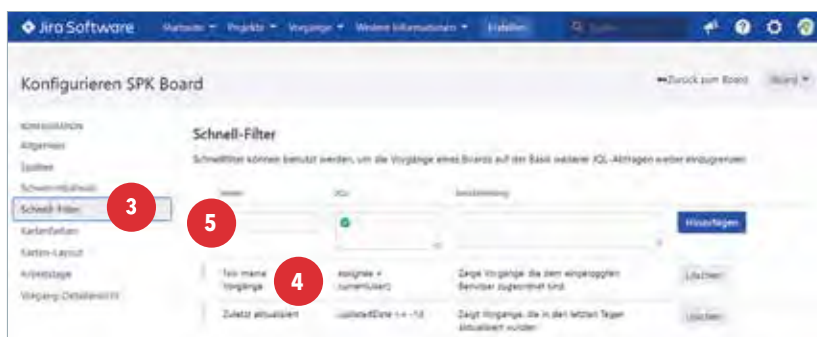 Jira Software Startseite Projekte Vorgänge Weitere Informationen Erstellen
Konfigurieren SPK Board Zurück zum Board Board
KONFIGURATION
Allgemein
Spalten
Schnell-Filter
Schnellfilter können benutzt werden, um die Vorgänge eines Boards auf der Basis weiterer JQL-Abfragen weiter einzugrenzen
Schnell-Filter 3
JQL
5 Hinzufügen
Kartenfarben
Karten-Layout
Arbeitstage
Vorgang-Detailansicht
4
Nur meine Vorgänge
assignee = currentUser()
Zeige Vorgänge, die dem eingeloggten
Benutzer zugeordnet sind.
Löschen
Zuletzt aktualisiert
updatedDate >= -1d
Zeigt Vorgänge, die in den letzten Tagen
aktualisiert wurden
Löschen